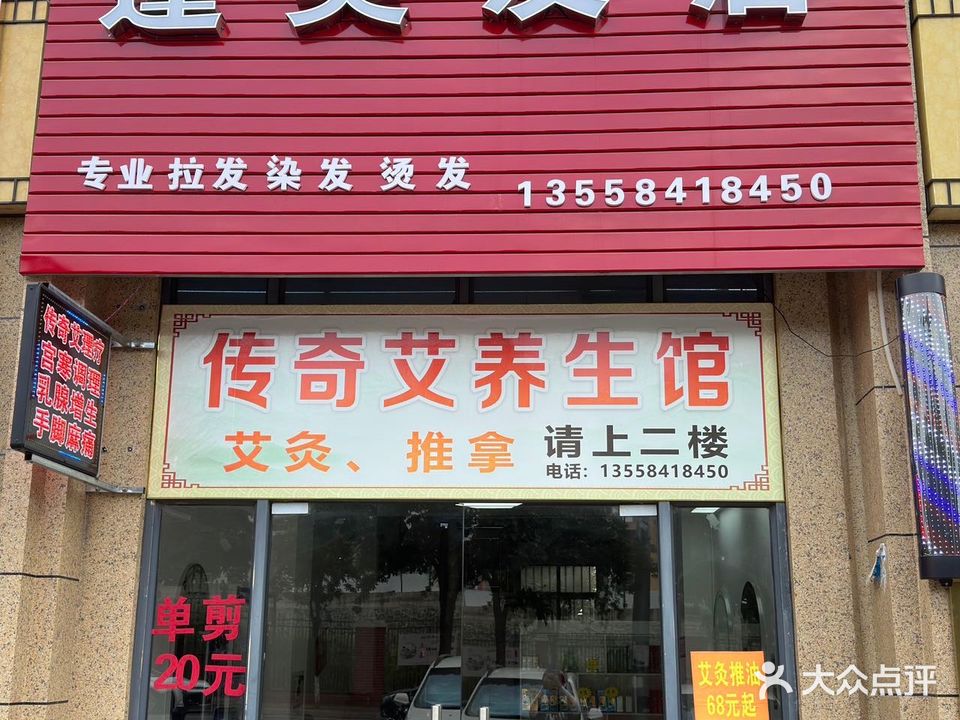 专业拉发染发烫发
13558418450
传奇艾养生馆
艾灸、推拿
请上二楼
电话：13558418450
传奇艾理疗
宫寒调理
乳腺增生
手脚麻痛
单剪
20元
艾灸推油
68元起
大众点评